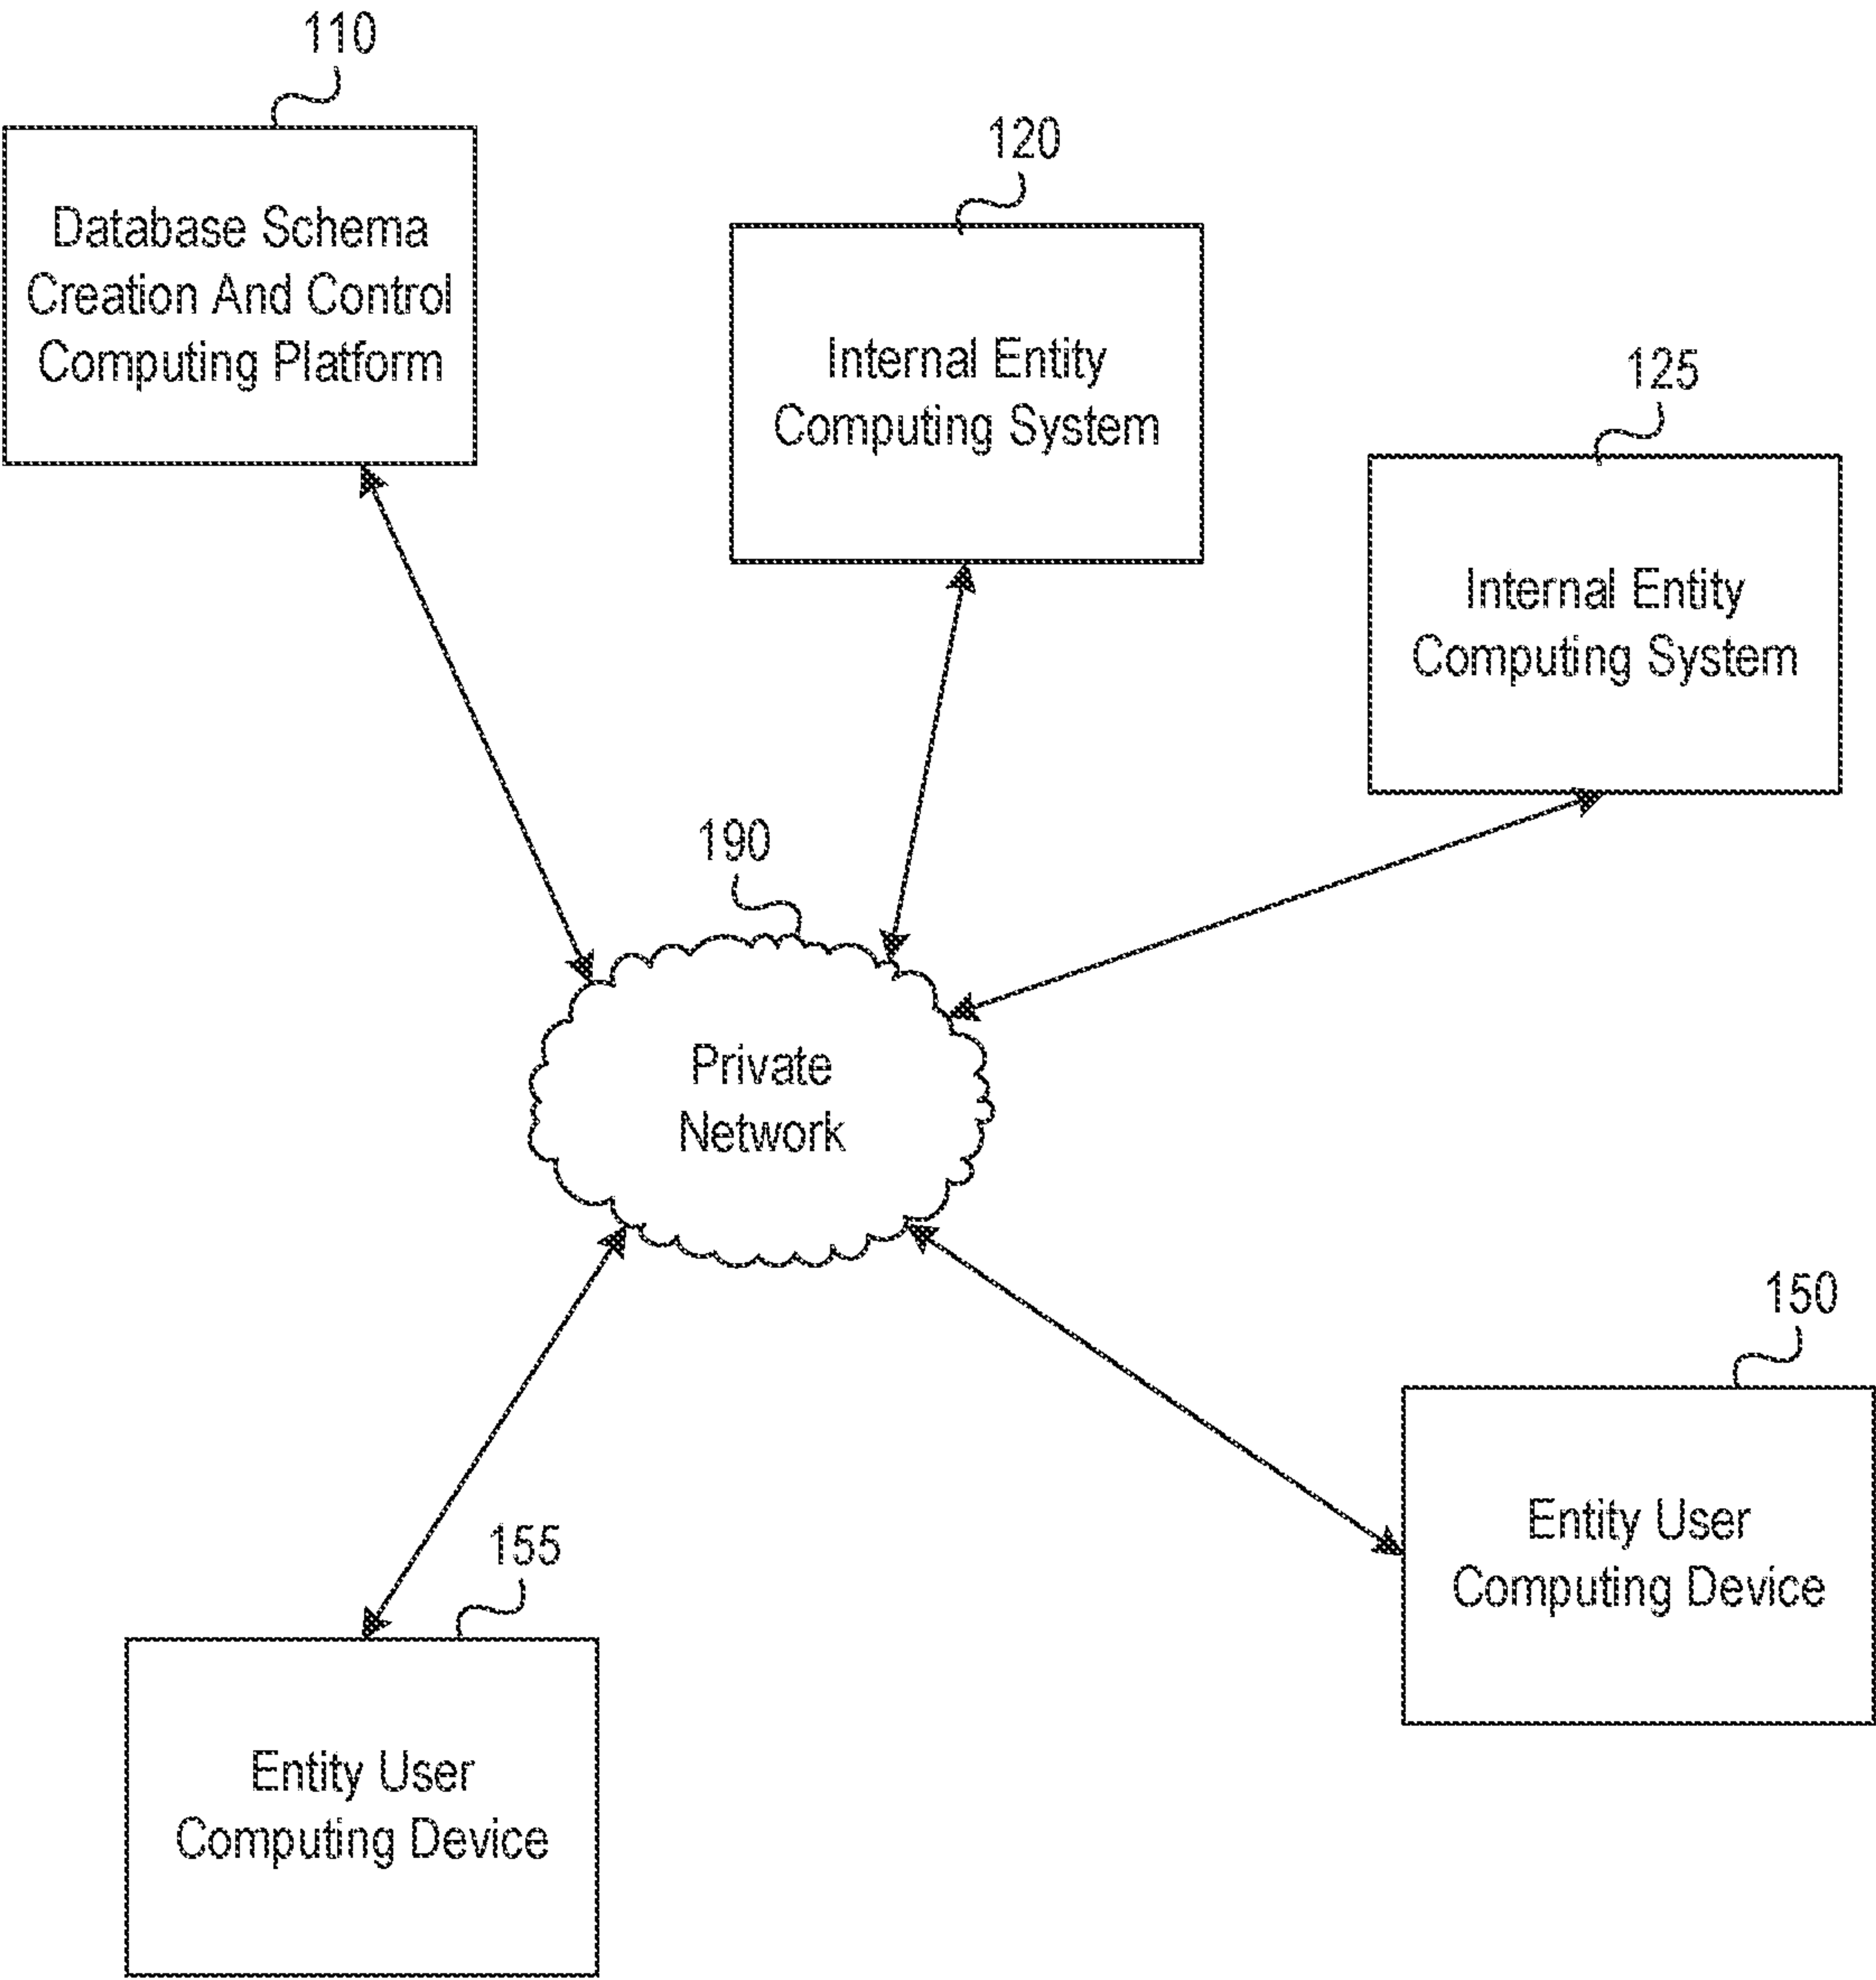 110
Database Schema
Creation And Control
Computing Platform
120
Internal Entity
Computing System
125
Internal Entity
Computing System
190
Private
Network
150
Entity User
Computing Device
155
Entity User
Computing Device